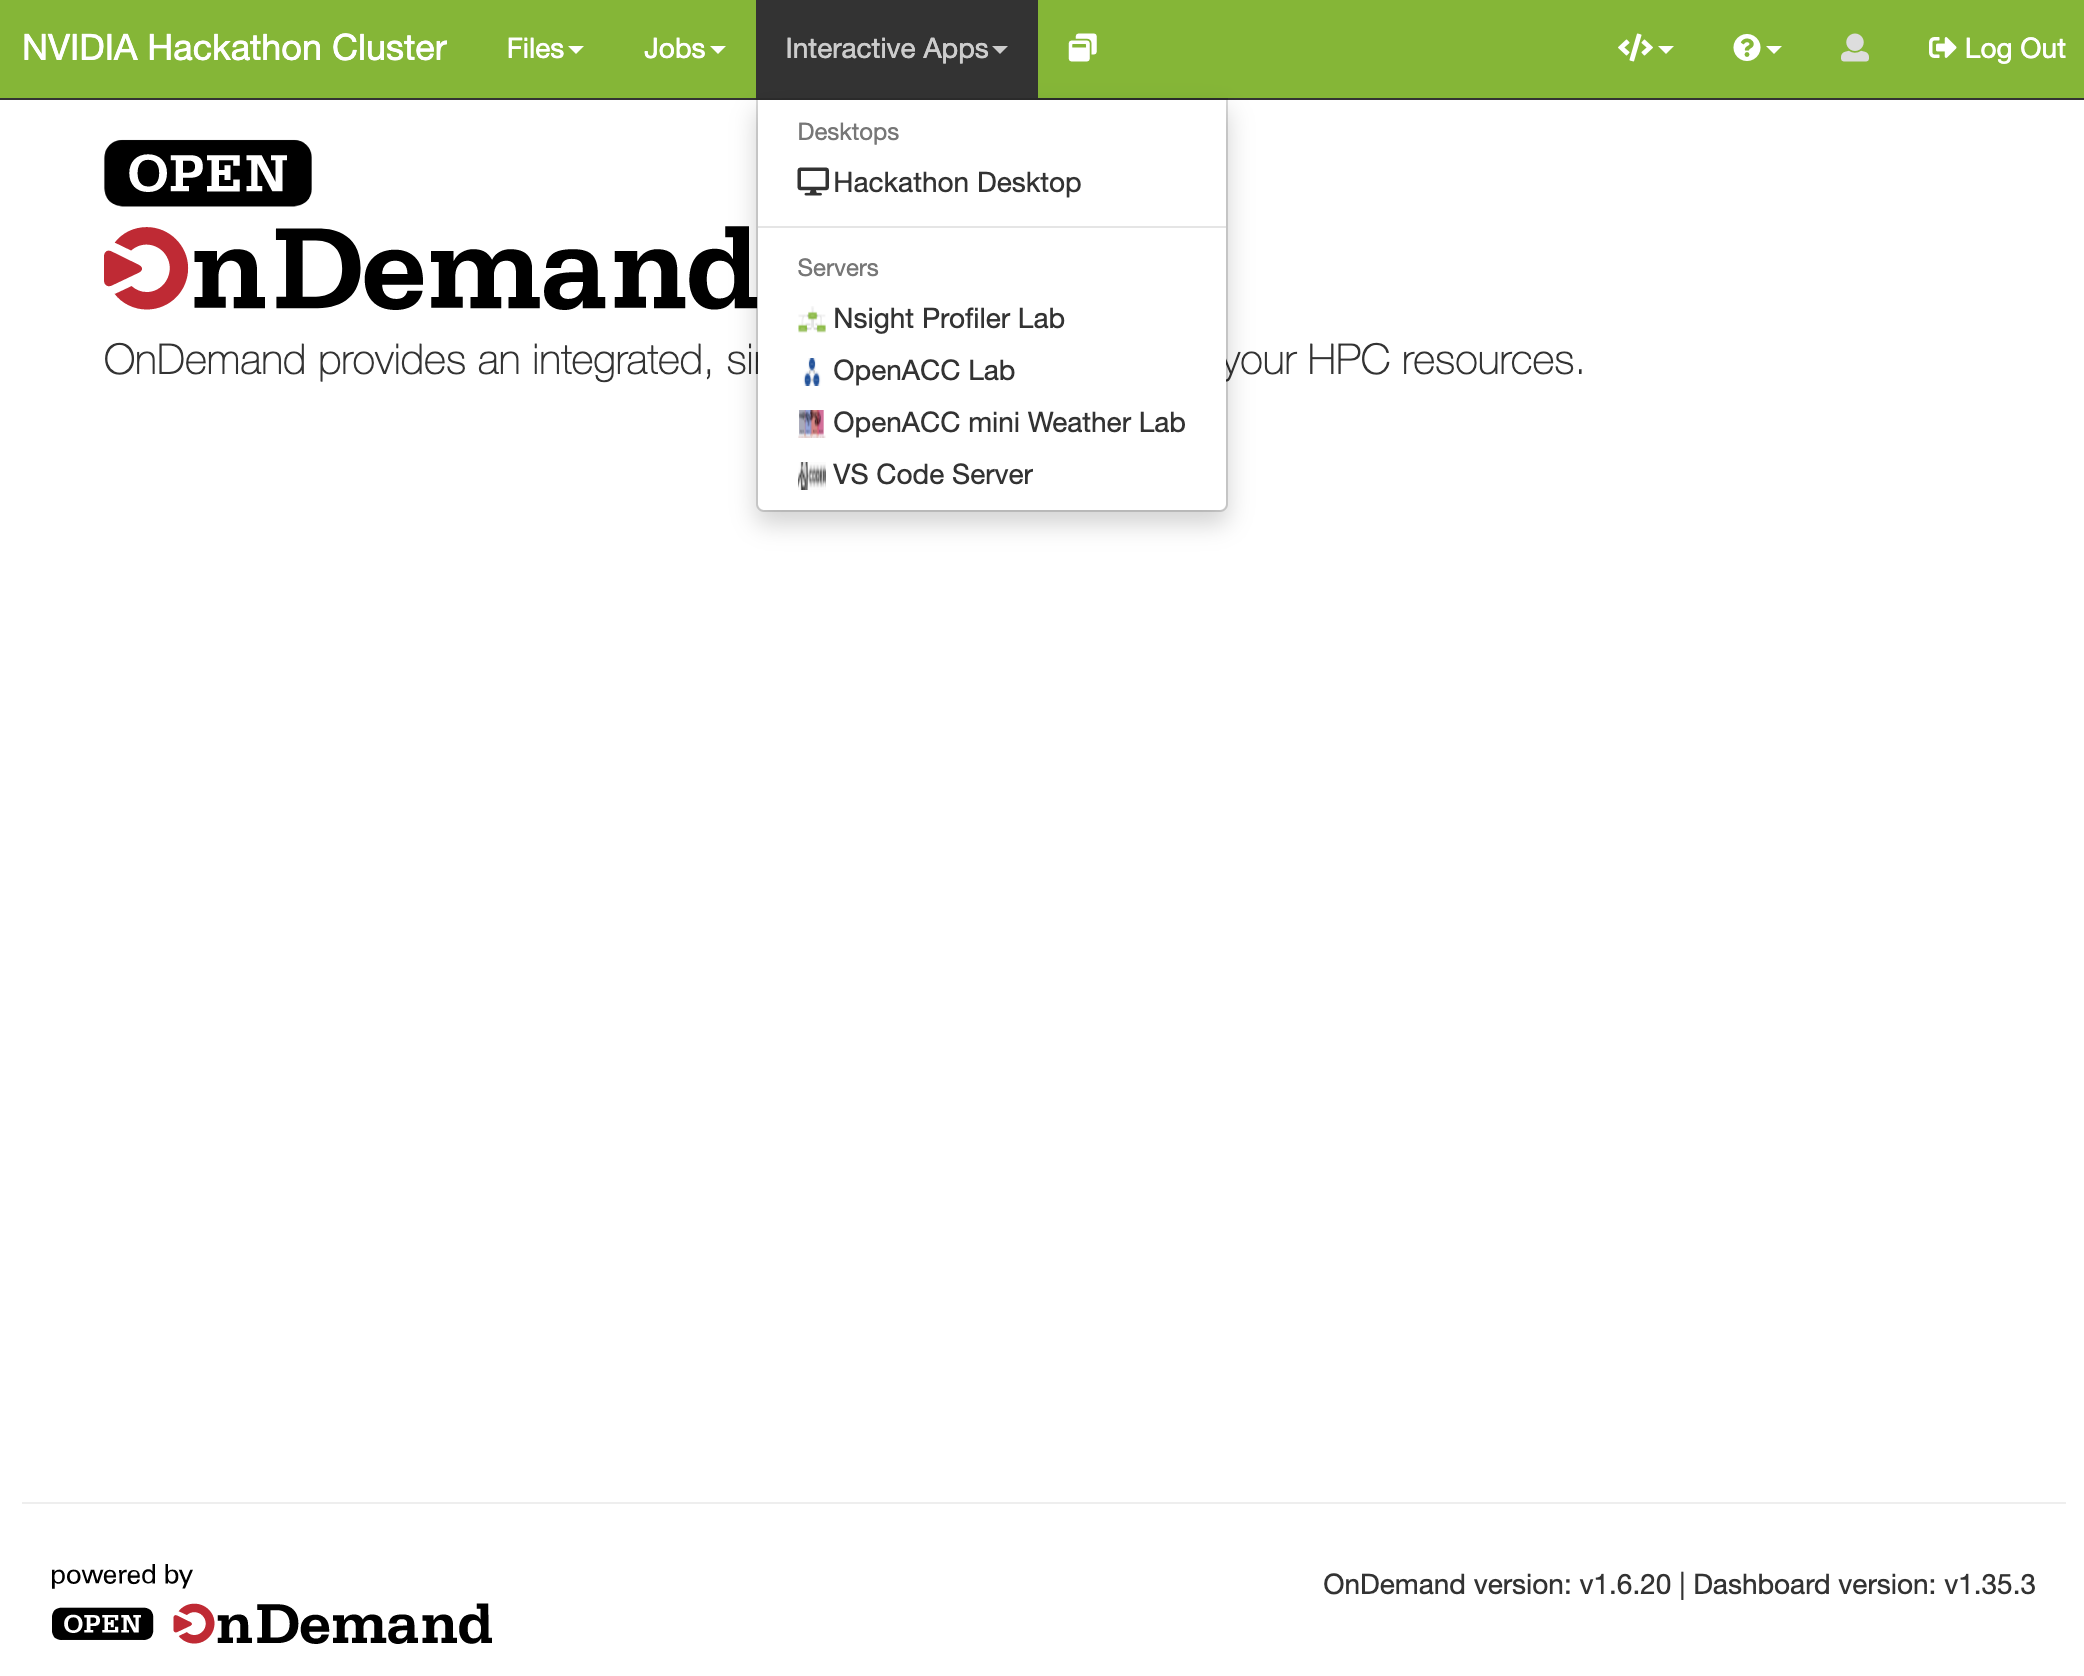 NVIDIA Hackathon Cluster Files Jobs Interactive Apps Log Out
Desktops
Hackathon Desktop
Servers
Nsight Profiler Lab
OpenACC Lab
OpenACC mini Weather Lab
VS Code Server
OPEN
OnDemand
OnDemand provides an integrated, your HPC resources.
powered by
OPEN OnDemand
OnDemand version: v1.6.20 | Dashboard version: v1.35.3